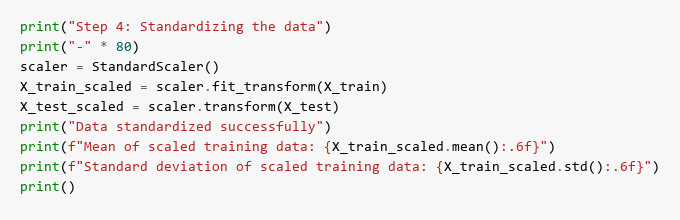 print("Step 4: Standardizing the data")
print("-" * 80)
scaler = StandardScaler()
X_train_scaled = scaler.fit_transform(X_train)
X_test_scaled = scaler.transform(X_test)
print("Data standardized successfully")
print(f"Mean of scaled training data: {X_train_scaled.mean():.6f}")
print(f"Standard deviation of scaled training data: {X_train_scaled.std():.6f}")
print()